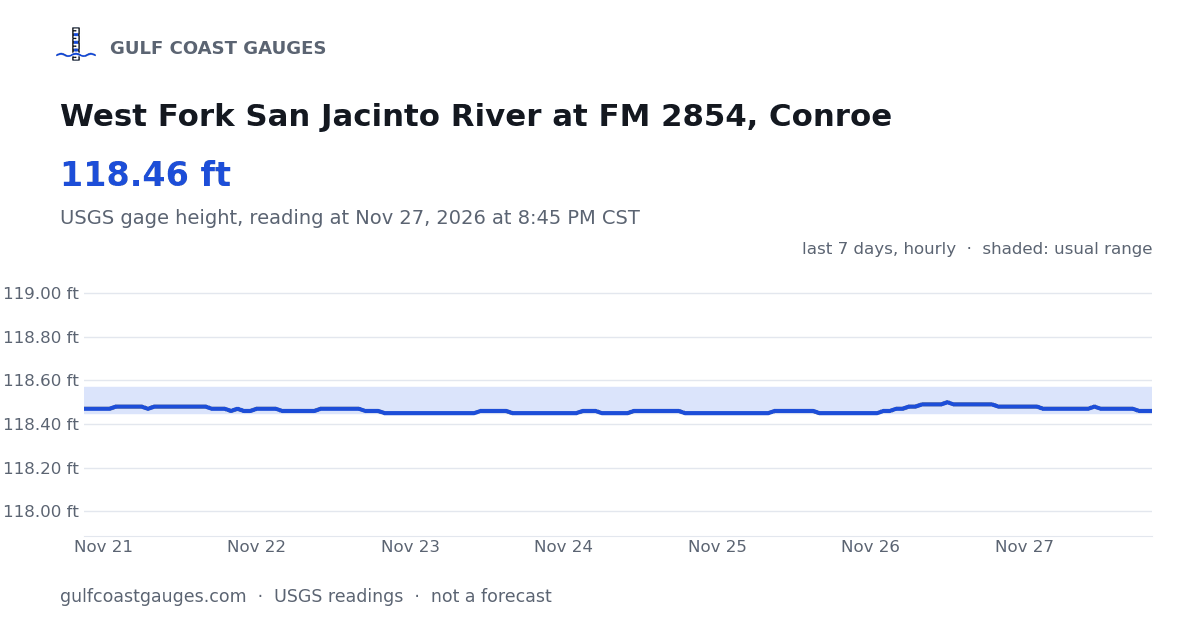 GULF COAST GAUGES
West Fork San Jacinto River at FM 2854, Conroe
118.46 ft
USGS gage height, reading at Nov 27, 2026 at 8:45 PM CST
last 7 days, hourly · shaded: usual range
119.00 ft
118.80 ft
118.60 ft
118.40 ft
118.20 ft
118.00 ft
Nov 21 Nov 22 Nov 23 Nov 24 Nov 25 Nov 26 Nov 27
gulfcoastgauges.com · USGS readings · not a forecast